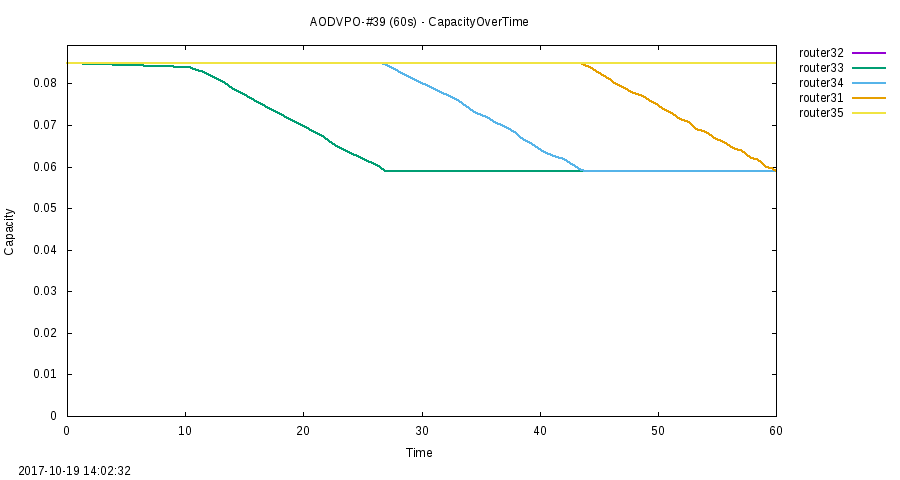 AODVPO-#39 (60s) - CapacityOverTime
router32
router33
router34
router31
router35
0.08
0.07
0.06
0.05
0.04
0.03
0.02
0.01
0
Capacity
0 10 20 30 40 50 60
Time
2017-10-19 14:02:32